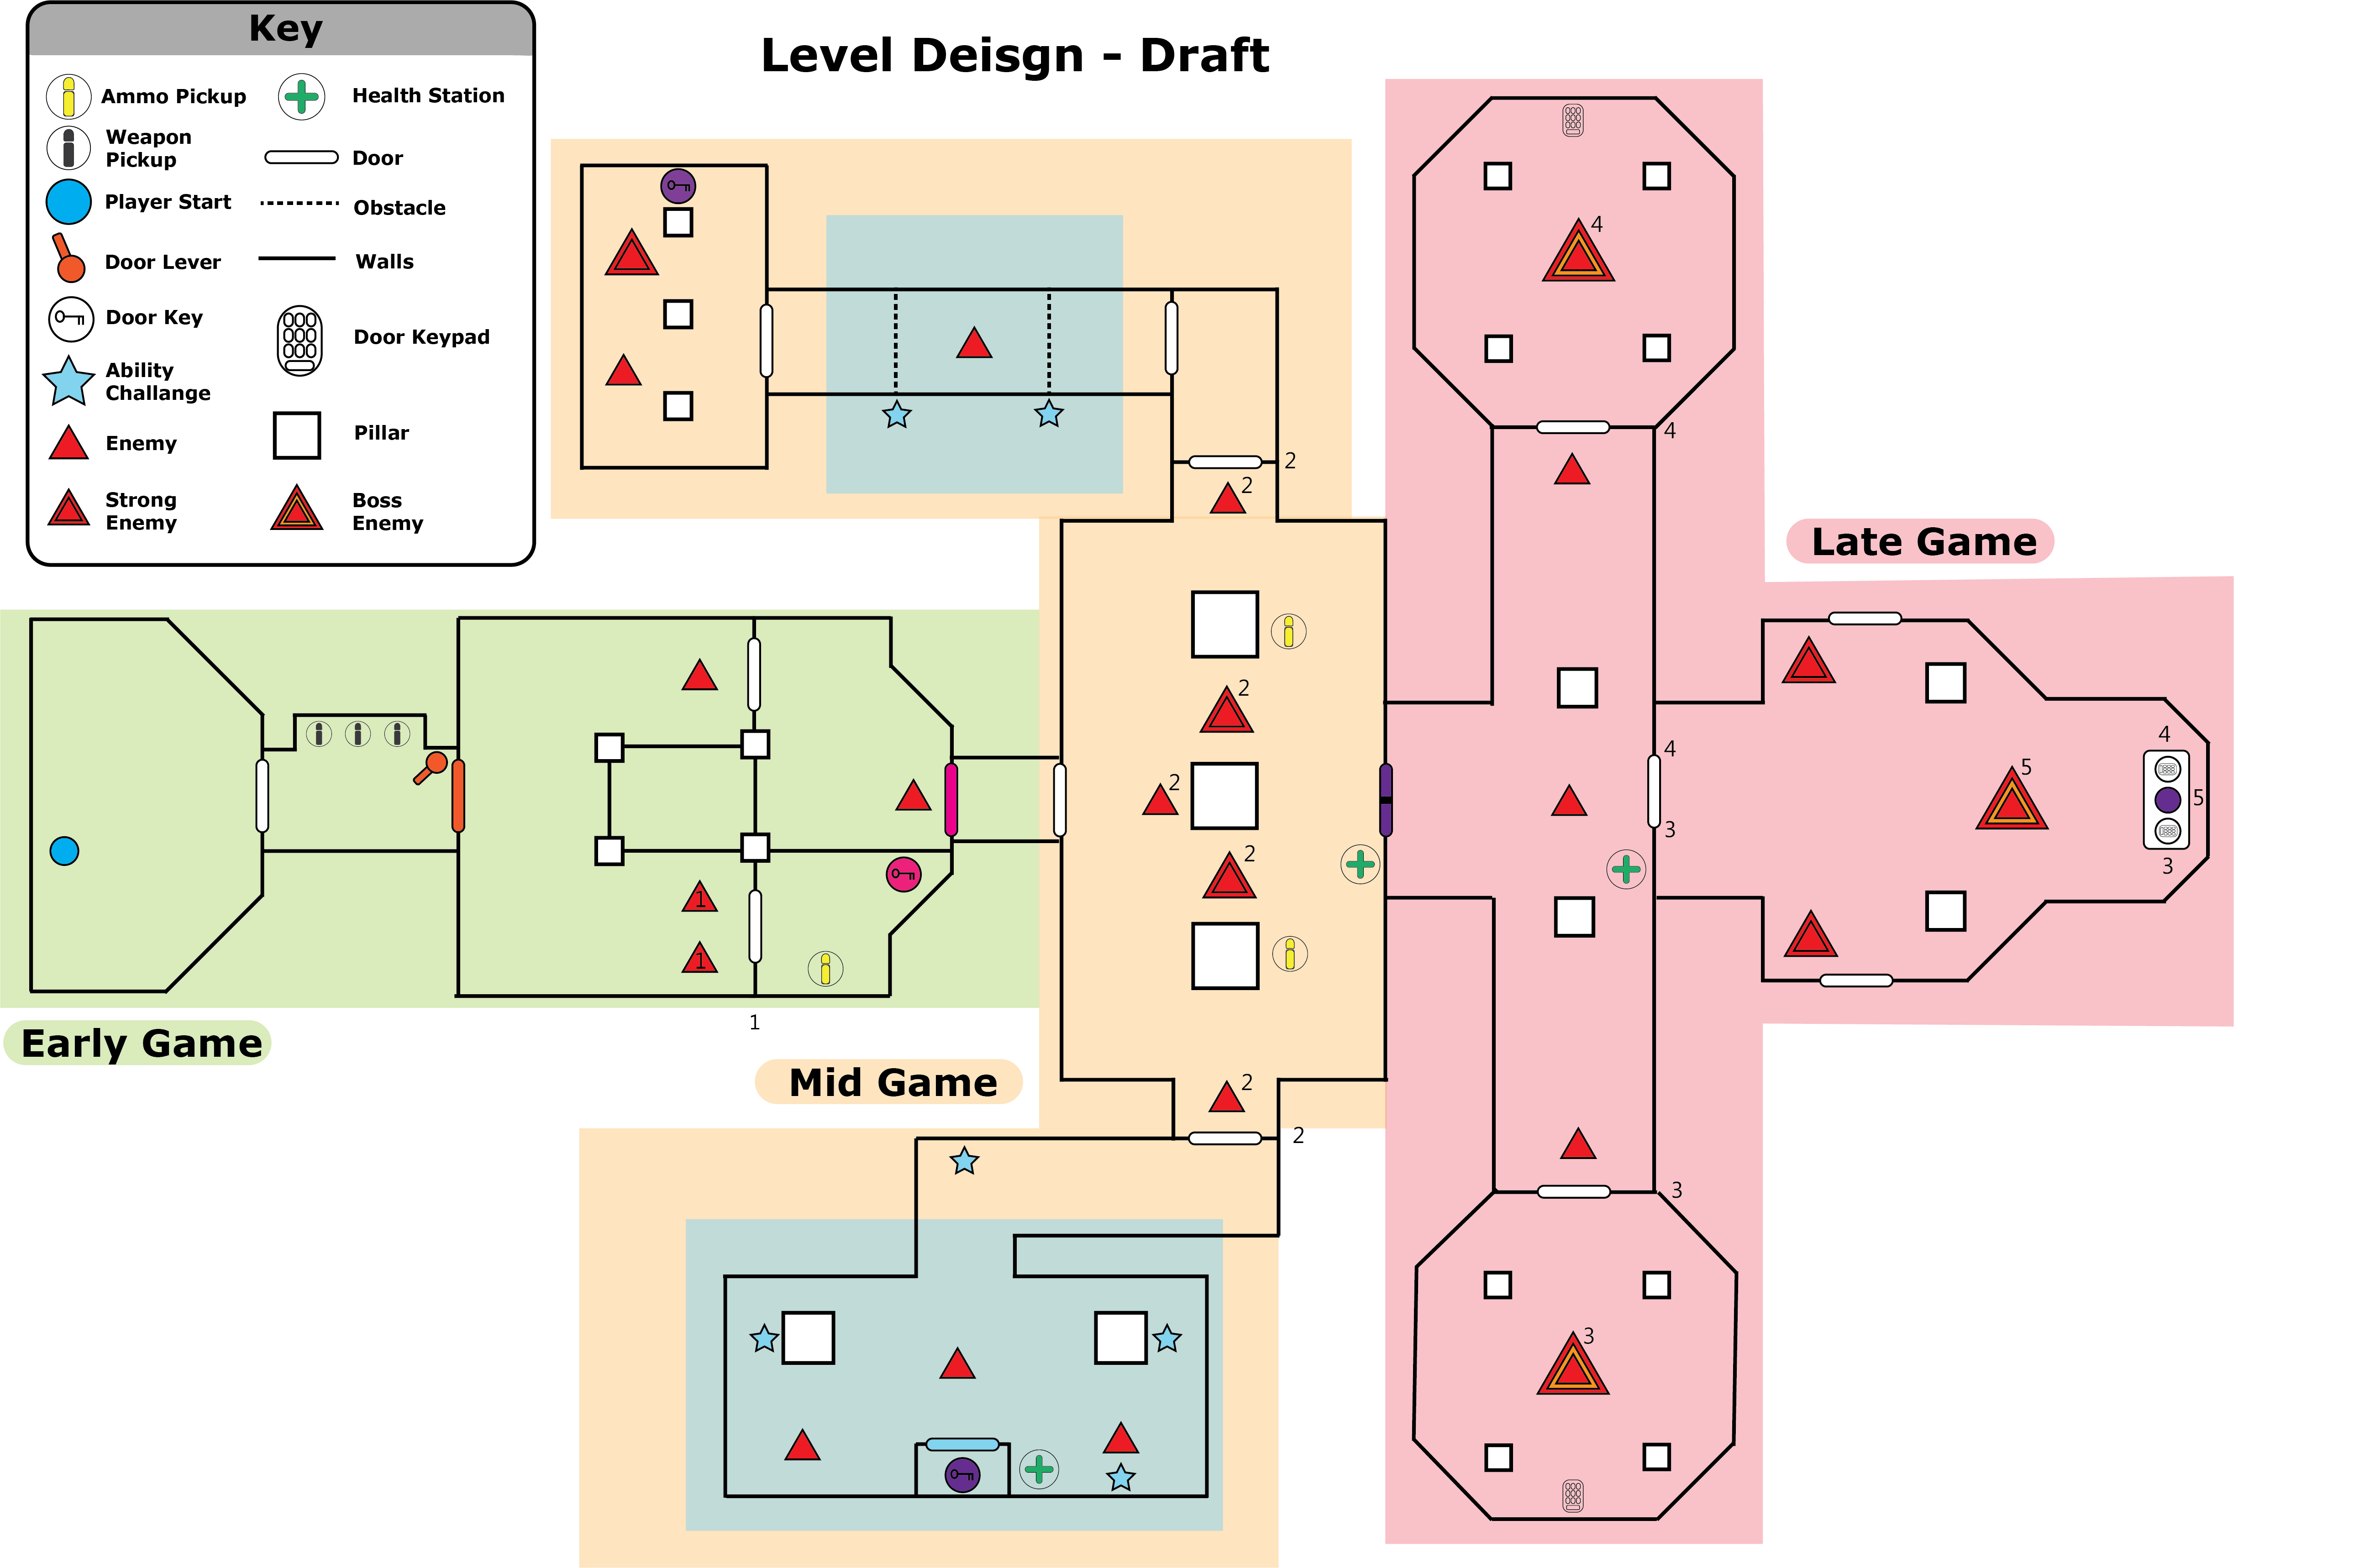 Key
Ammo Pickup
Health Station
Weapon
Pickup
Door
Player Start
Obstacle
Door Lever
Walls
Door Key
Door Keypad
Ability
Challange
Enemy
Pillar
Strong
Enemy
Boss
Enemy
Level Deisgn - Draft
4
4
2
2
Late Game
2
4
4
5
2
5
3
3
2
1
1
1
Early Game
Mid Game
2
2
3
3